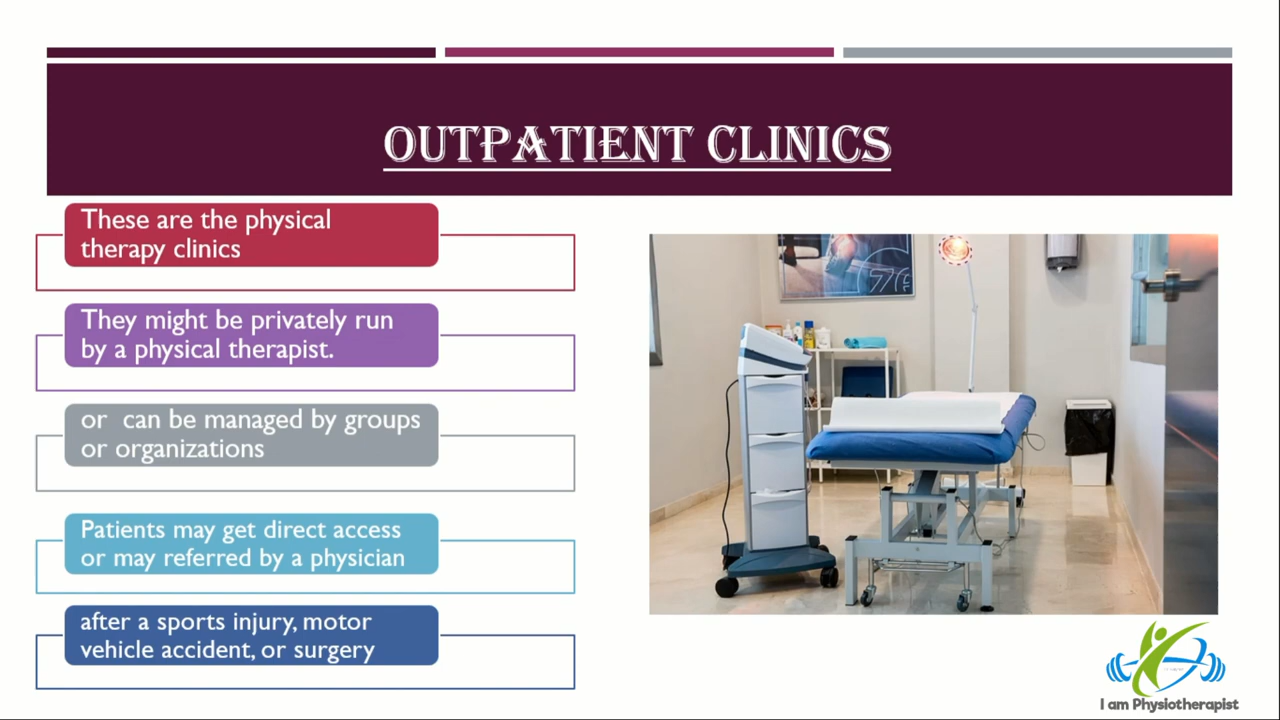 OUTPATIENT CLINICS
These are the physical
therapy clinics
They might be privately run
by a physical therapist.
or can be managed by groups
or organizations
Patients may get direct access
or may referred by a physician
after a sports injury, motor
vehicle accident, or surgery
I am Physiotherapist